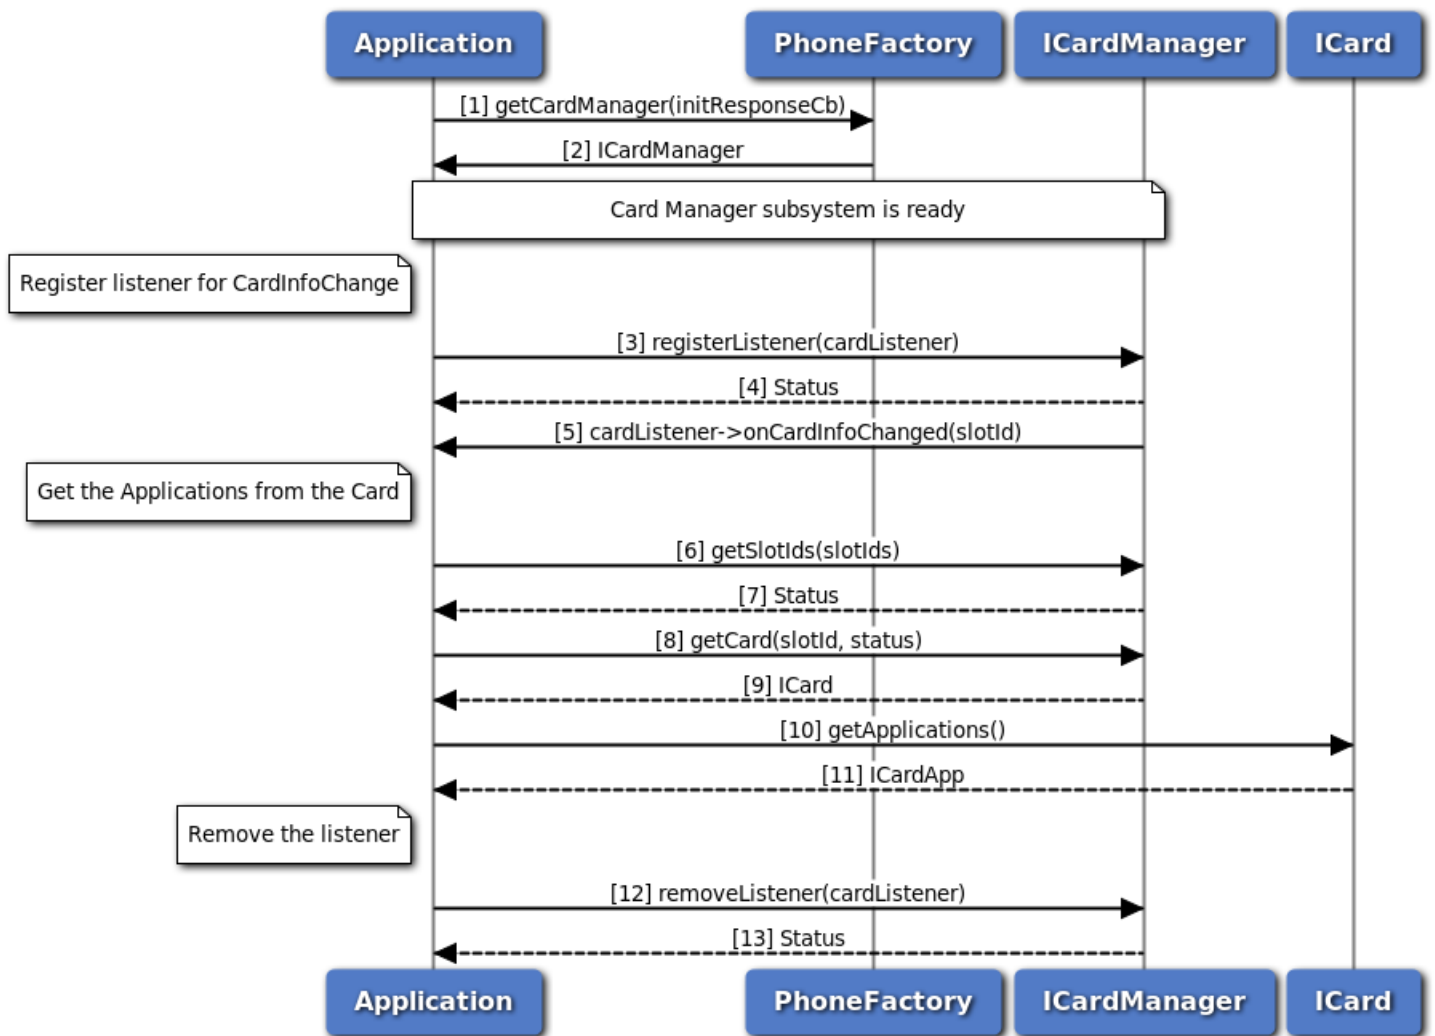 Application
PhoneFactory
ICardManager
ICard
[1] getCardManager(initResponseCb)
[2] ICardManager
Card Manager subsystem is ready
Register listener for CardInfoChange
[3] registerListener(cardListener)
[4] Status
[5] cardListener->onCardInfoChanged(slotId)
Get the Applications from the Card
[6] getSlotIds(slotIds)
[7] Status
[8] getCard(slotId, status)
[9] ICard
[10] getApplications()
[11] ICardApp
Remove the listener
[12] removeListener(cardListener)
[13] Status
Application
PhoneFactory
ICardManager
ICard